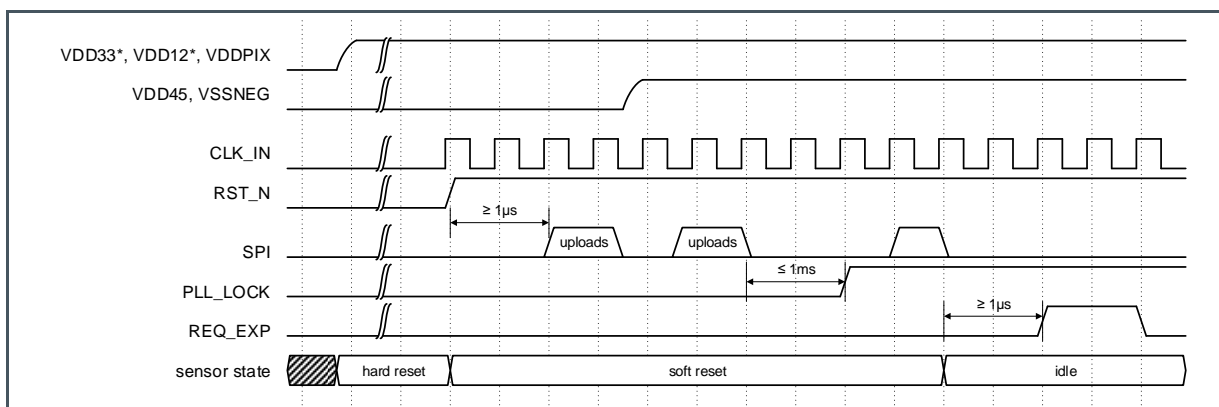 VDD33*, VDD12*, VDDPIX
VDD45, VSSNEG
CLK_IN
RST_N
≥ 1µs
SPI
uploads
uploads
≤ 1ms
PLL_LOCK
≥ 1µs
REQ_EXP
sensor state
hard reset
soft reset
idle